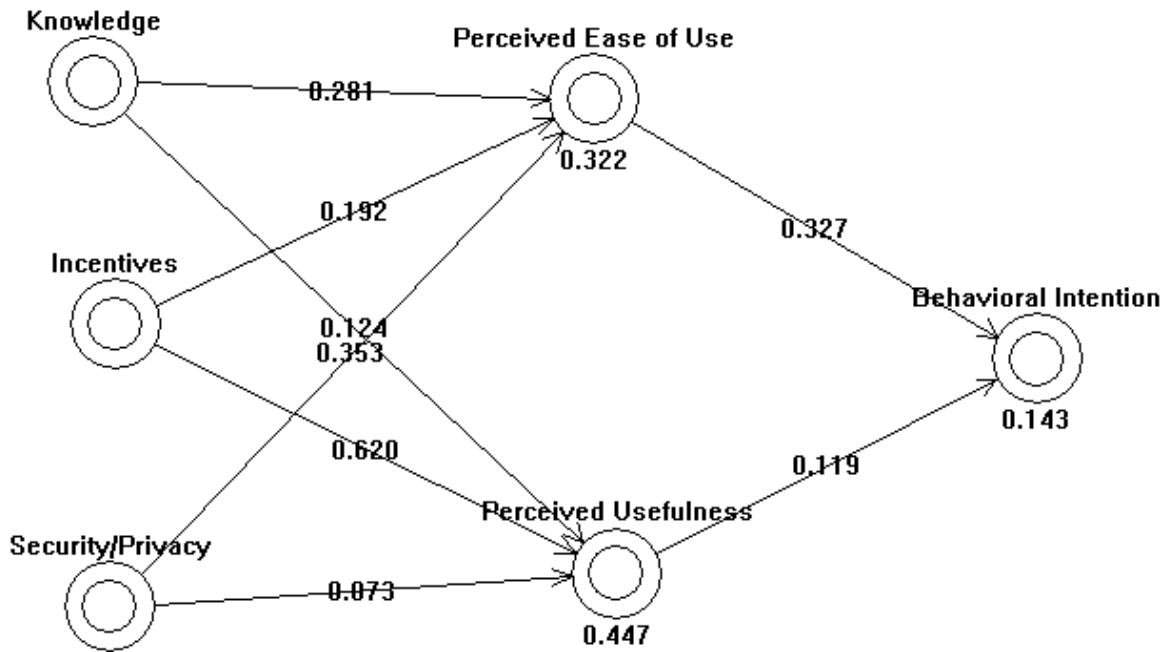 Knowledge
Perceived Ease of Use
0.281
0.322
0.192
0.327
Incentives
Behavioral Intention
0.124
0.353
0.143
0.620
0.119
Perceived Usefulness
Security/Privacy
0.073
0.447